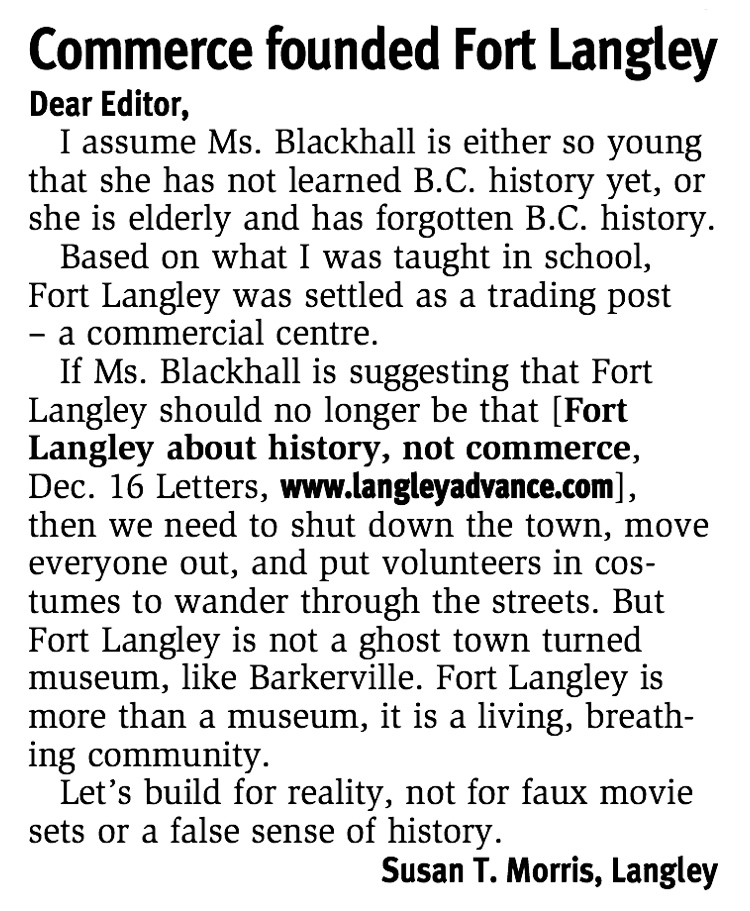 Commerce founded Fort Langley
Dear Editor,
I assume Ms. Blackhall is either so young
that she has not learned B.C. history yet, or
she is elderly and has forgotten B.C. history.
Based on what I was taught in school,
Fort Langley was settled as a trading post
– a commercial centre.
If Ms. Blackhall is suggesting that Fort
Langley should no longer be that [Fort
Langley about history, not commerce,
Dec. 16 Letters, www.langleyadvance.com],
then we need to shut down the town, move
everyone out, and put volunteers in cos-
tumes to wander through the streets. But
Fort Langley is not a ghost town turned
museum, like Barkerville. Fort Langley is
more than a museum, it is a living, breath-
ing community.
Let's build for reality, not for faux movie
sets or a false sense of history.
Susan T. Morris, Langley